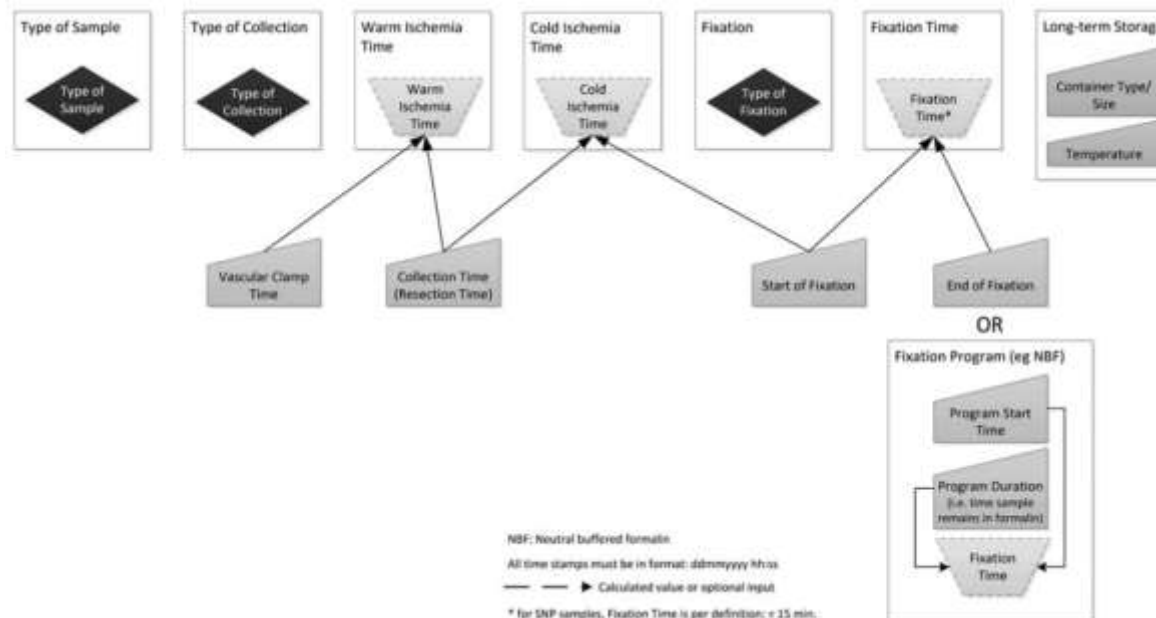 Type of Sample
Type of
Sample
Type of Collection
Type of
Collection
Warm Ischemia
Time
Warm
Ischemia
Time
Cold Ischemia
Time
Cold
Ischemia
Time
Fixation
Type of
Fixation
Fixation Time
Fixation
Time*
Long-term Storag
Container Type/
Size
Temperature
Vascular Clamp
Time
Collection Time
(Resection Time)
Start of Fixation
End of Fixation
OR
Fixation Program (eg NBF)
Program Start
Time
Program Duration
(i.e. time sample
remains in formalin)
Fixation
Time
NBF: Neutral buffered formalin
All time stamps must be in format: ddmmyyyy hh:ss
Calculated value or optional input
* for SNP samples, Fixation Time is per definition: 15 min.